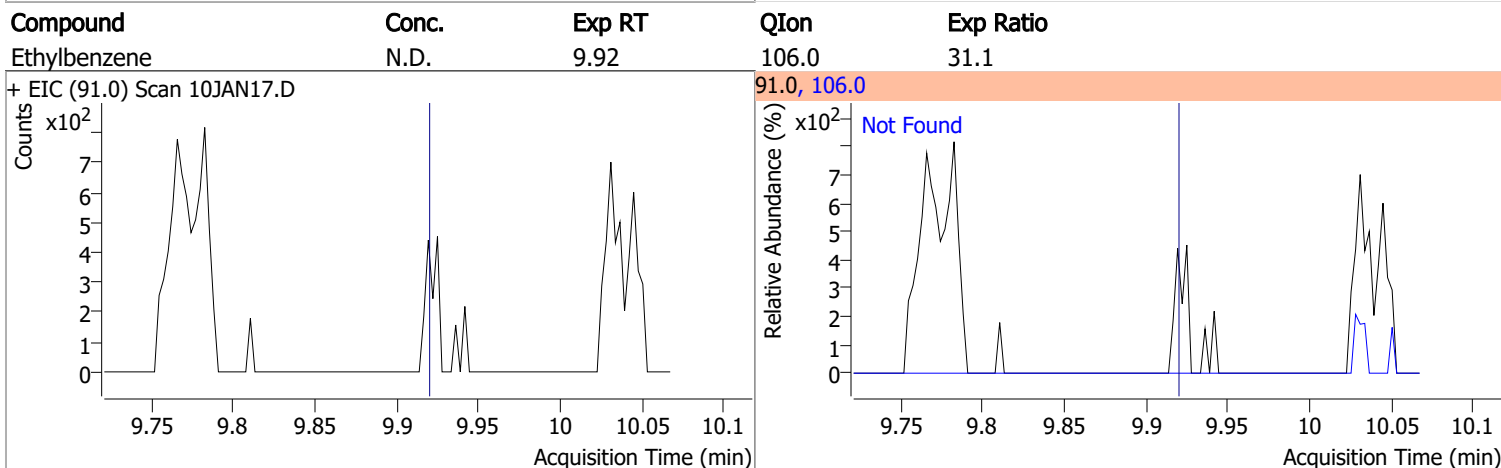 Compound Conc. Exp RT QIon Exp Ratio
Ethylbenzene N.D. 9.92 106.0 31.1
+ EIC (91.0) Scan 10JAN17.D
Counts
x10²
7
6
5
4
3
2
1
0
9.75 9.8 9.85 9.9 9.95 10 10.05 10.1
Acquisition Time (min)
91.0, 106.0
Relative Abundance (%)
x10²
Not Found
7
6
5
4
3
2
1
0
9.75 9.8 9.85 9.9 9.95 10 10.05 10.1
Acquisition Time (min)